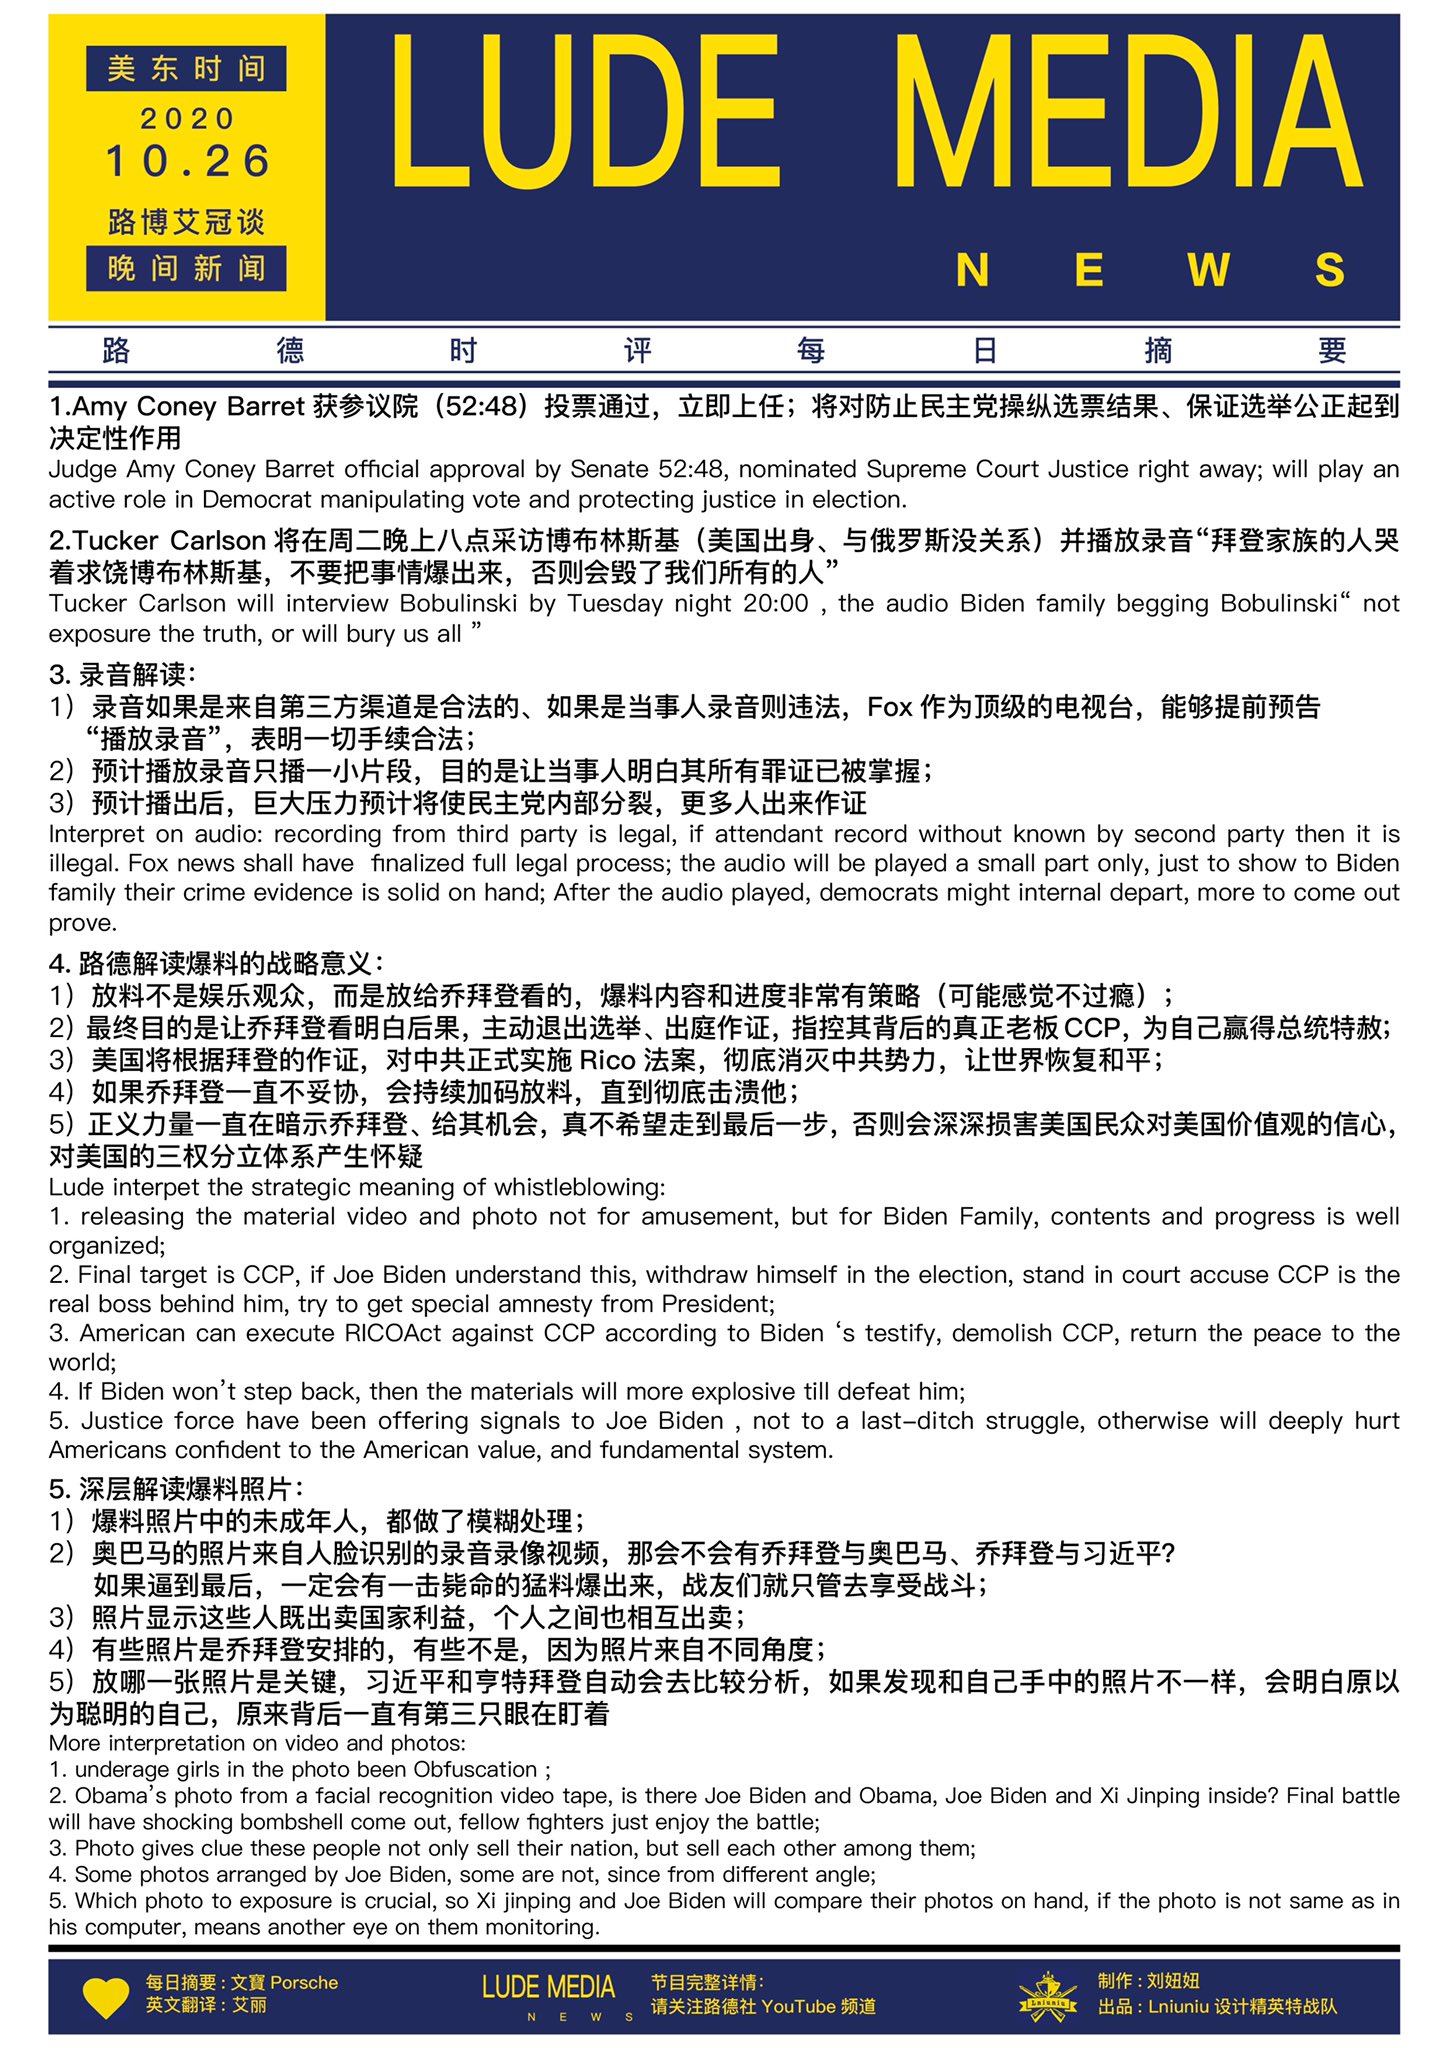 美东时间
2020
10.26
路博艾冠谈
晚间新闻
LUDE MEDIA
NEWS
路德时评每日摘要
1.Amy Coney Barret 获参议院（52:48）投票通过，立即上任；将对防止民主党操纵选票结果、保证选举公正起到
决定性作用
Judge Amy Coney Barret official approval by Senate 52:48, nominated Supreme Court Justice right away; will play an
active role in Democrat manipulating vote and protecting justice in election.
2.Tucker Carlson 将在周二晚上八点采访博布林斯基（美国出身、与俄罗斯没关系）并播放录音“拜登家族的人哭
着求饶博布林斯基，不要把事情爆出来，否则会毁了我们所有的人”
Tucker Carlson will interview Bobulinski by Tuesday night 20:00 , the audio Biden family begging Bobulinski“ not
exposure the truth, or will bury us all ”
3. 录音解读：
1）录音如果是来自第三方渠道是合法的、如果是当事人录音则违法，Fox 作为顶级的电视台，能够提前预告
“播放录音”，表明一切手续合法；
2）预计播放录音只播一小片段，目的是让当事人明白其所有罪证已被掌握；
3）预计播出后，巨大压力预计将使民主党内部分裂，更多人出来作证
Interpret on audio: recording from third party is legal, if attendant record without known by second party then it is
illegal. Fox news shall have finalized full legal process; the audio will be played a small part only, just to show to Biden
family their crime evidence is solid on hand; After the audio played, democrats might internal depart, more to come out
prove.
4. 路德解读爆料的战略意义：
1）放料不是娱乐观众，而是放给乔拜登看的，爆料内容和进度非常有策略（可能感觉不过瘾）；
2）最终目的是让乔拜登看明白后果，主动退出选举、出庭作证，指控其背后的真正老板 CCP，为自己赢得总统特赦；
3）美国将根据拜登的作证，对中共正式实施 Rico 法案，彻底消灭中共势力，让世界恢复和平；
4）如果乔拜登一直不妥协，会持续加码放料，直到彻底击溃他；
5）正义力量一直在暗示乔拜登、给其机会，真不希望走到最后一步，否则会深深损害美国民众对美国价值观的信心，
对美国的三权分立体系产生怀疑
Lude interpet the strategic meaning of whistleblowing:
1. releasing the material video and photo not for amusement, but for Biden Family, contents and progress is well
organized;
2. Final target is CCP, if Joe Biden understand this, withdraw himself in the election, stand in court accuse CCP is the
real boss behind him, try to get special amnesty from President;
3. American can execute RICOAct against CCP according to Biden ‘s testify, demolish CCP, return the peace to the
world;
4. If Biden won’t step back, then the materials will more explosive till defeat him;
5. Justice force have been offering signals to Joe Biden , not to a last-ditch struggle, otherwise will deeply hurt
Americans confident to the American value, and fundamental system.
5. 深层解读爆料照片：
1）爆料照片中的未成年人，都做了模糊处理；
2）奥巴马的照片来自人脸识别的录音录像视频，那会不会有乔拜登与奥巴马、乔拜登与习近平？
如果逼到最后，一定会有一击毙命的猛料爆出来，战友们就只管去享受战斗；
3）照片显示这些人既出卖国家利益，个人之间也相互出卖；
4）有些照片是乔拜登安排的，有些不是，因为照片来自不同角度；
5）放哪一张照片是关键，习近平和亨特拜登自动会去比较分析，如果发现和自己手中的照片不一样，会明白原以
为聪明的自己，原来背后一直有第三只眼在盯着
More interpretation on video and photos:
1. underage girls in the photo been Obfuscation ;
2. Obama’s photo from a facial recognition video tape, is there Joe Biden and Obama, Joe Biden and Xi Jinping inside? Final battle
will have shocking bombshell come out, fellow fighters just enjoy the battle;
3. Photo gives clue these people not only sell their nation, but sell each other among them;
4. Some photos arranged by Joe Biden, some are not, since from different angle;
5. Which photo to exposure is crucial, so Xi jinping and Joe Biden will compare their photos on hand, if the photo is not same as in
his computer, means another eye on them monitoring.
每日摘要 : 文寶 Porsche
英文翻译 : 艾丽
LUDE MEDIA
NEWS
节目完整详情：
请关注路德社 YouTube 频道
Lniuniu
制作 : 刘妞妞
出品 : Lniuniu 设计精英特战队